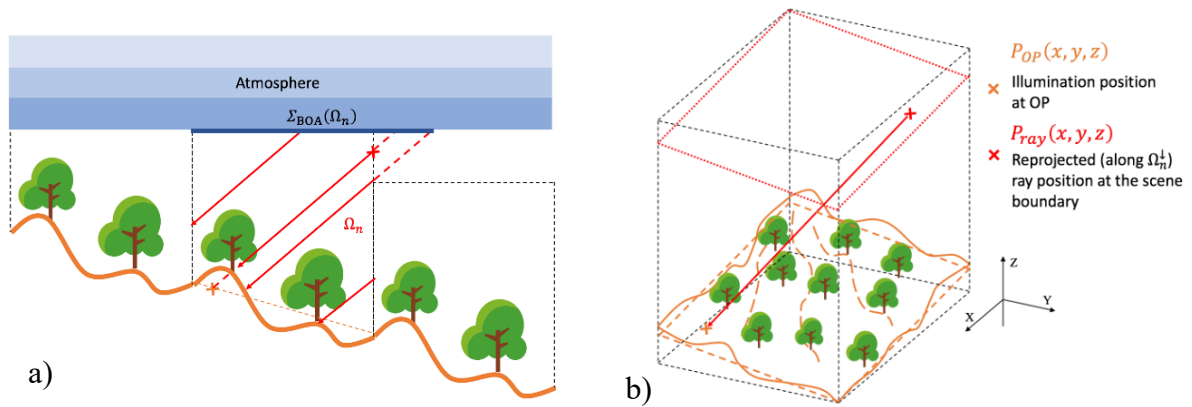 Atmosphere
Σ_BOA(Ω_n)
Ω_n
a)
P_OP(x, y, z)
Illumination position
at OP
P_ray(x, y, z)
Reprojected (along Ω_n^↓)
ray position at the scene
boundary
Z
Y
X
b)